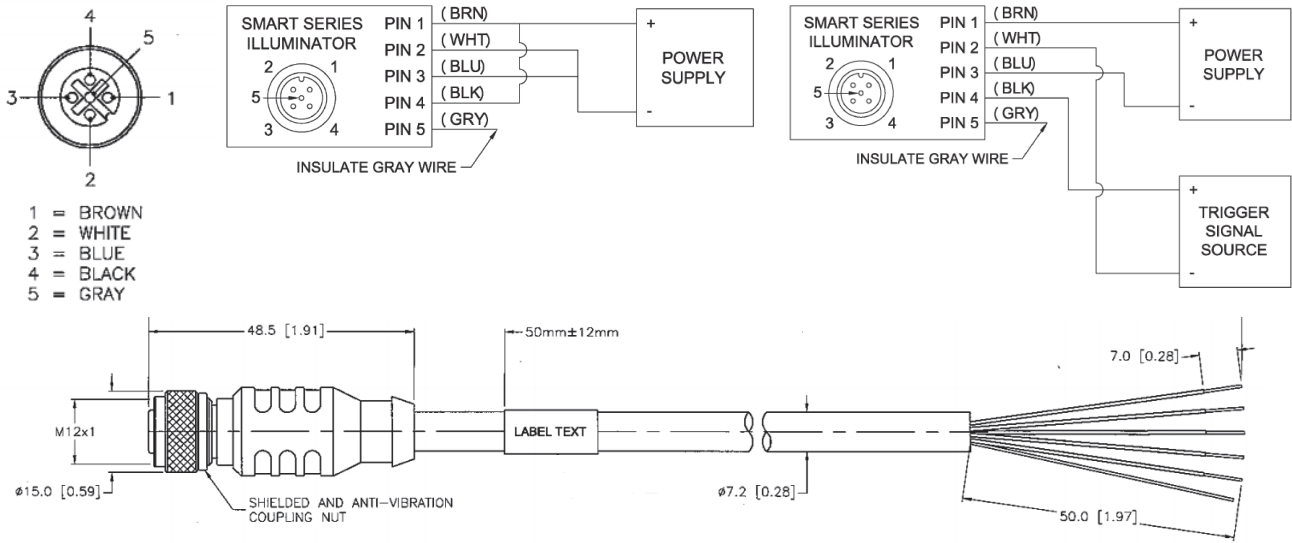 4
5
3
1
2
1 = BROWN
2 = WHITE
3 = BLUE
4 = BLACK
5 = GRAY
SMART SERIES
ILLUMINATOR
2 1
5
3 4
PIN 1 (BRN)
PIN 2 (WHT)
PIN 3 (BLU)
PIN 4 (BLK)
PIN 5 (GRY)
INSULATE GRAY WIRE
+
POWER
SUPPLY
-
SMART SERIES
ILLUMINATOR
2 1
5
3 4
PIN 1 (BRN)
PIN 2 (WHT)
PIN 3 (BLU)
PIN 4 (BLK)
PIN 5 (GRY)
INSULATE GRAY WIRE
+
POWER
SUPPLY
-
+
TRIGGER
SIGNAL
SOURCE
-
48.5 [1.91]
50mm±12mm
7.0 [0.28]
M12x1
LABEL TEXT
ø15.0 [0.59]
SHIELDED AND ANTI-VIBRATION
COUPLING NUT
ø7.2 [0.28]
50.0 [1.97]